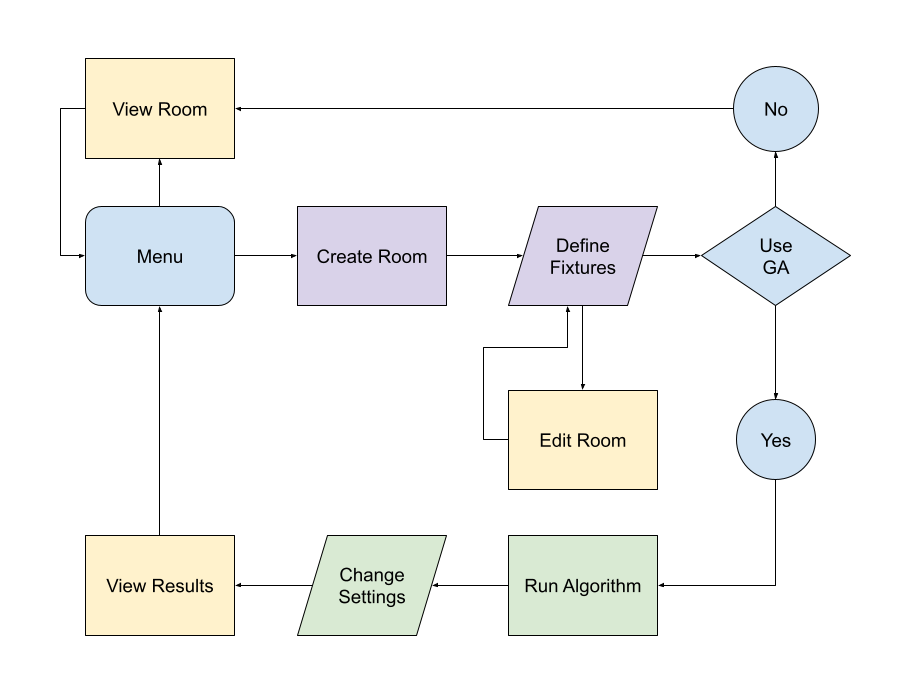 View Room
No
Menu
Create Room
Define
Fixtures
Use
GA
Edit Room
Yes
View Results
Change
Settings
Run Algorithm